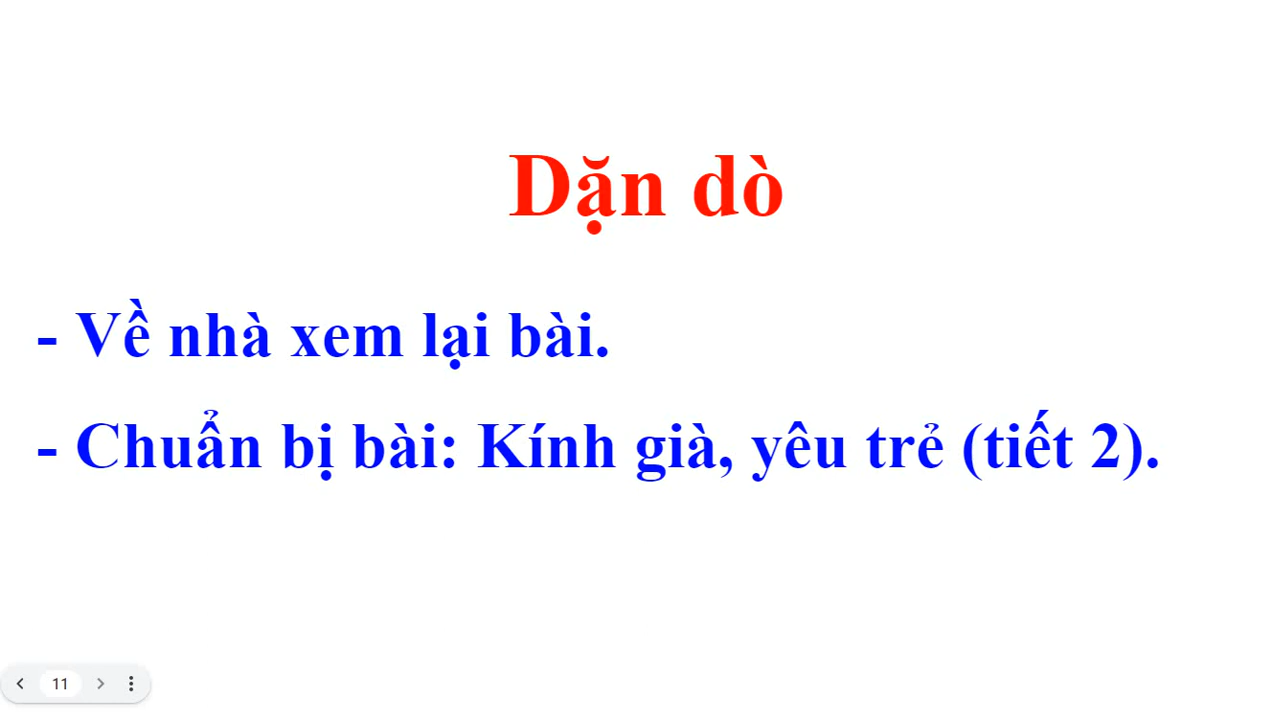 Dặn dò
- Về nhà xem lại bài.
- Chuẩn bị bài: Kính già, yêu trẻ (tiết 2).
11